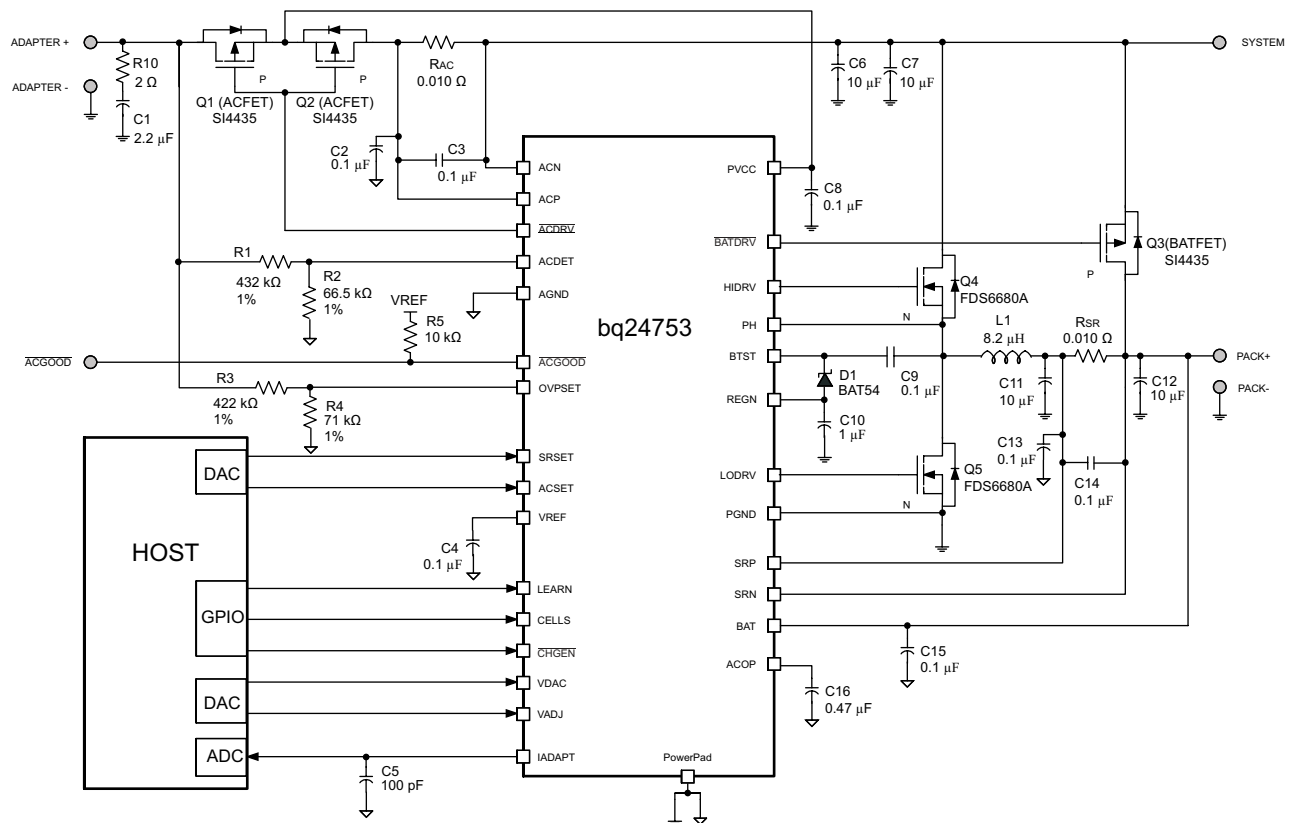 ADAPTER +
R10
2 Ω
ADAPTER -
C1
2.2 µF
P
Q1 (ACFET)
SI4435
P
Q2 (ACFET)
SI4435
RAC
0.010 Ω
C6
10 µF
C7
10 µF
SYSTEM
C2
0.1 µF
C3
0.1 µF
ACN
ACP
ACDRV
ACDET
AGND
ACGOOD
OVPSET
SRSET
ACSET
VREF
LEARN
CELLS
CHGEN
VDAC
VADJ
IADAPT
R1
432 kΩ
1%
R2
66.5 kΩ
1%
VREF
R5
10 kΩ
ACGOOD
R3
422 kΩ
1%
R4
71 kΩ
1%
HOST
DAC
GPIO
DAC
ADC
C4
0.1 µF
C5
100 pF
bq24753
PowerPad
PVCC
BATDRV
HIDRV
PH
BTST
REGN
LODRV
PGND
SRP
SRN
BAT
ACOP
C8
0.1 µF
Q3(BATFET)
SI4435
P
Q4
FDS6680A
N
L1
8.2 µH
RSR
0.010 Ω
PACK+
PACK-
D1
BAT54
C9
0.1 µF
C10
1 µF
C11
10 µF
C12
10 µF
C13
0.1 µF
C14
0.1 µF
Q5
FDS6680A
N
C15
0.1 µF
C16
0.47 µF